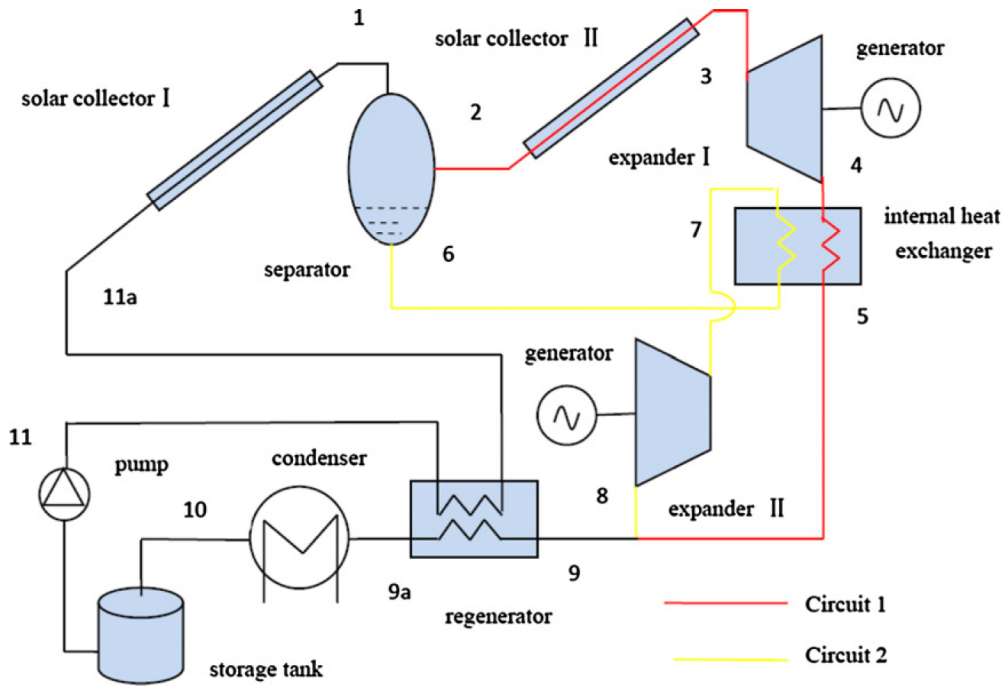 1
solar collector Ⅱ
generator
solar collector Ⅰ
3
2
expander Ⅰ
4
internal heat
exchanger
7
separator
6
11a
5
generator
11
pump
condenser
10
8
expander Ⅱ
9
9a
regenerator
Circuit 1
Circuit 2
storage tank